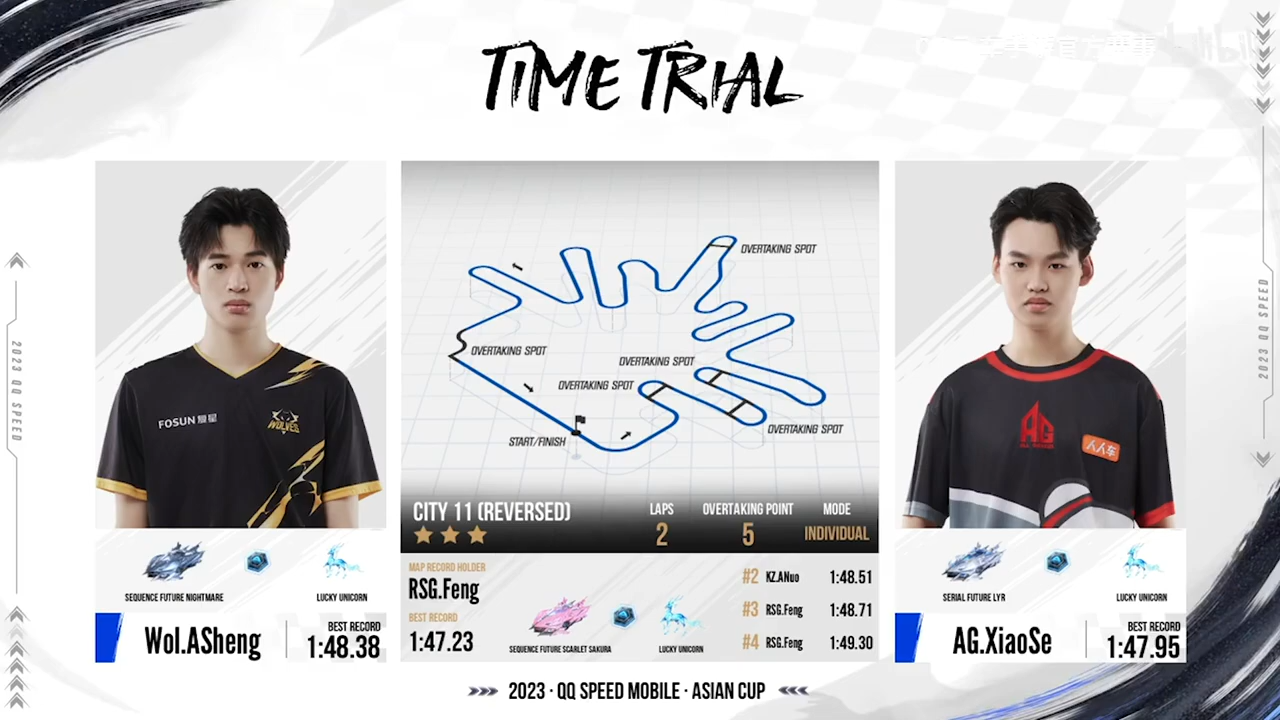 TIME TRIAL
2023 QQ SPEED
2023 QQ SPEED
FOSUN 复星
WOLVES
AG
人人车
OVERTAKING SPOT
OVERTAKING SPOT
OVERTAKING SPOT
OVERTAKING SPOT
OVERTAKING SPOT
START/FINISH
CITY 11 (REVERSED)
LAPS
2
OVERTAKING POINT
5
MODE
INDIVIDUAL
SEQUENCE FUTURE NIGHTMARE
LUCKY UNICORN
Wol.ASheng
BEST RECORD
1:48.38
MAP RECORD HOLDER
RSG.Feng
BEST RECORD
1:47.23
SEQUENCE FUTURE SCARLET SAKURA
LUCKY UNICORN
#2 KZ.ANuo 1:48.51
#3 RSG.Feng 1:48.71
#4 RSG.Feng 1:49.30
SERIAL FUTURE LYR
LUCKY UNICORN
AG.XiaoSe
BEST RECORD
1:47.95
2023 · QQ SPEED MOBILE · ASIAN CUP